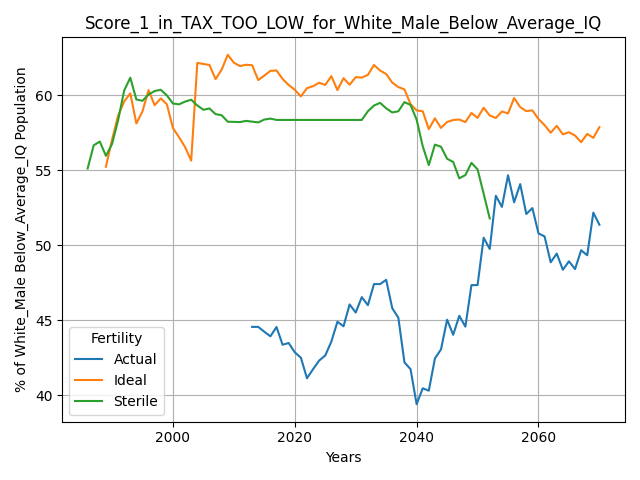 Score_1_in_TAX_TOO_LOW_for_White_Male_Below_Average_IQ
% of White_Male Below_Average_IQ Population
60
55
50
45
40
Fertility
Actual
Ideal
Sterile
2000
2020
2040
2060
Years